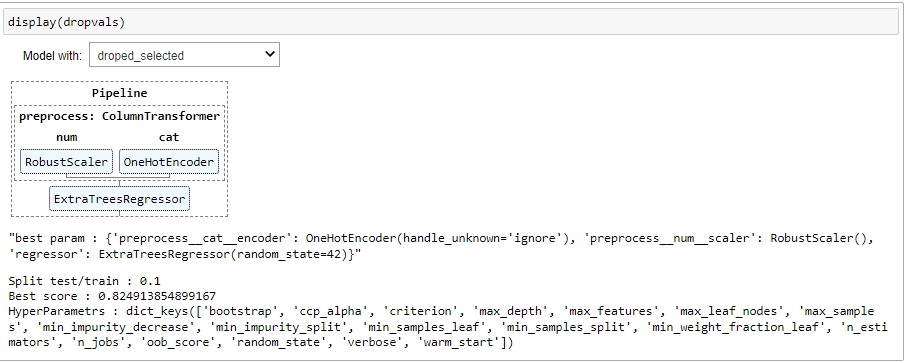 display(dropvals)
Model with: droped_selected
Pipeline
preprocess: ColumnTransformer
num cat
RobustScaler OneHotEncoder
ExtraTreesRegressor
"best param : {'preprocess__cat__encoder': OneHotEncoder(handle_unknown='ignore'), 'preprocess__num__scaler': RobustScaler(),
'regressor': ExtraTreesRegressor(random_state=42)}"
Split test/train : 0.1
Best score : 0.824913854899167
HyperParametrs : dict_keys(['bootstrap', 'ccp_alpha', 'criterion', 'max_depth', 'max_features', 'max_leaf_nodes', 'max_sample
s', 'min_impurity_decrease', 'min_impurity_split', 'min_samples_leaf', 'min_samples_split', 'min_weight_fraction_leaf', 'n_esti
mators', 'n_jobs', 'oob_score', 'random_state', 'verbose', 'warm_start'])